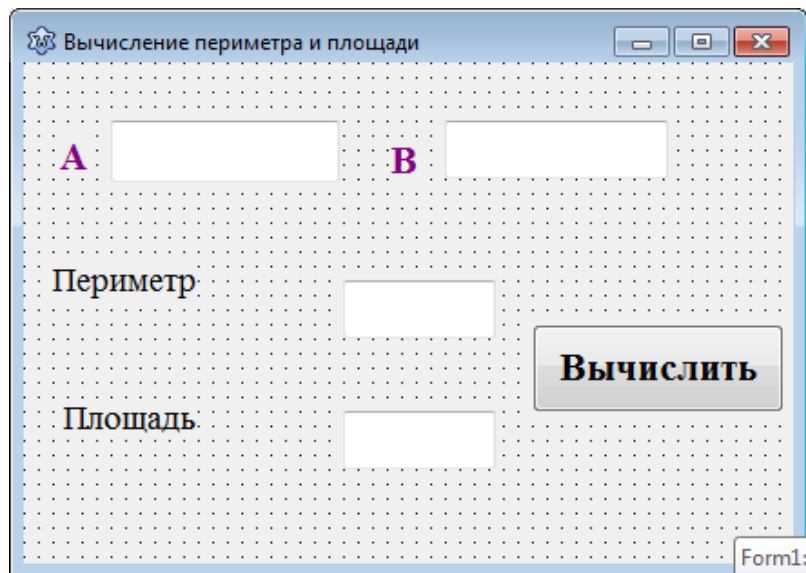 Вычисление периметра и площади
A B
Периметр
Вычислить
Площадь
Form1: